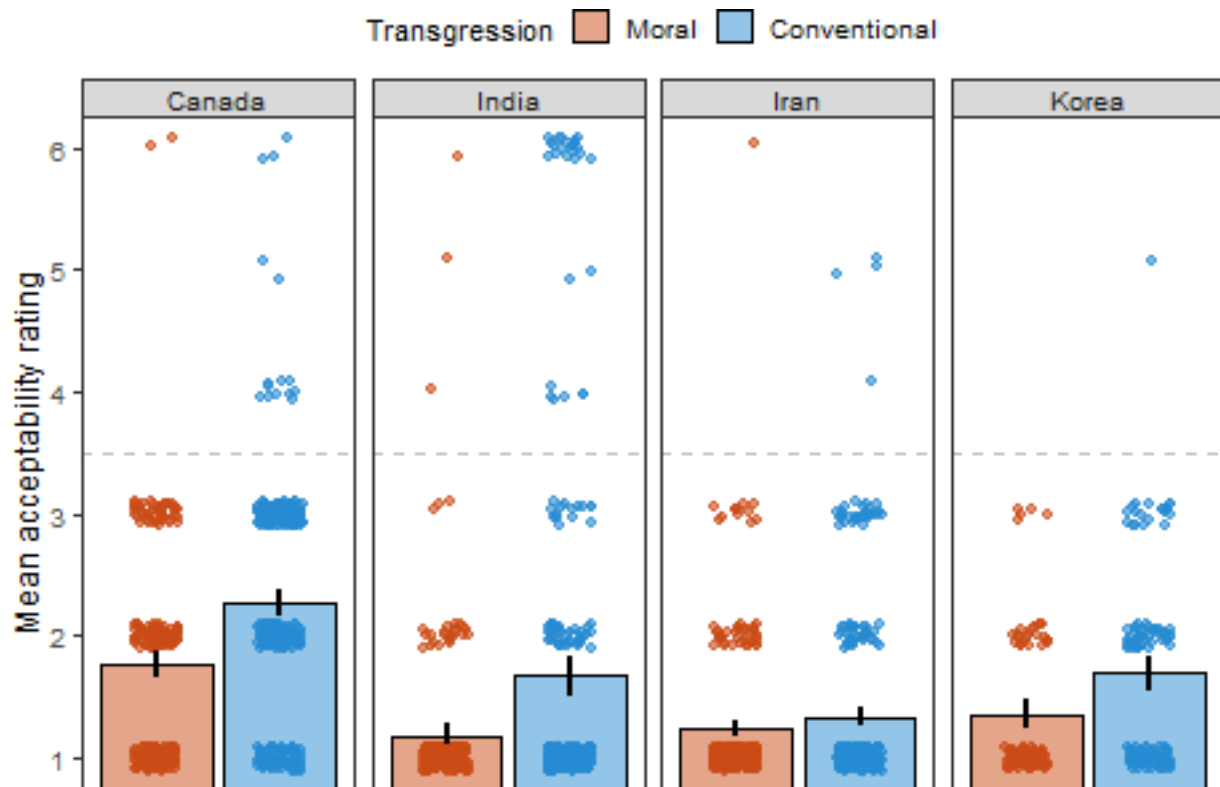 Transgression Moral Conventional
Canada India Iran Korea
Mean acceptability rating
6
5
4
3
2
1